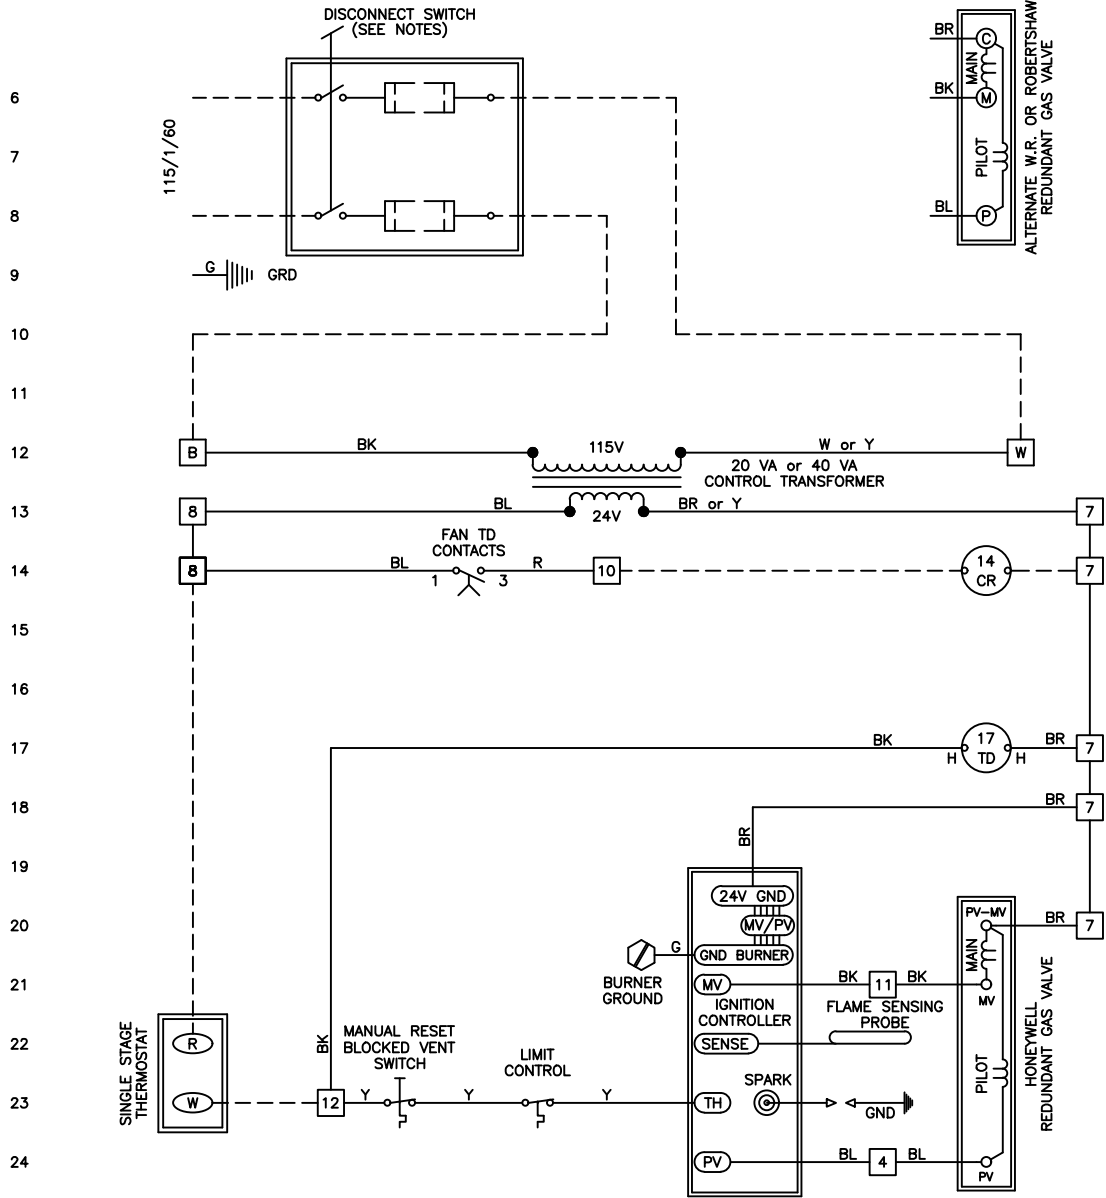 DISCONNECT SWITCH
(SEE NOTES)
BR
C
MAIN
6
BK
M
115/1/60
7
PILOT
8
BL
P
ALTERNATE W.R. OR ROBERTSHAW
REDUNDANT GAS VALVE
9
G
GRD
10
11
12
B
BK
115V
W or Y
W
20 VA or 40 VA
CONTROL TRANSFORMER
13
8
BL
24V
BR or Y
7
FAN TD
CONTACTS
14
8
BL
1
3
R
10
14
CR
7
15
16
17
BK
H
17
TD
H
BR
7
18
BR
7
BR
19
24V GND
20
MV/PV
PV-MV
BR
7
G
GND BURNER
MAIN
21
BURNER
GROUND
MV
BK
11
BK
MV
IGNITION
CONTROLLER
FLAME SENSING
PROBE
22
R
BK
MANUAL RESET
BLOCKED VENT
SWITCH
LIMIT
CONTROL
SENSE
SINGLE STAGE
THERMOSTAT
SPARK
PILOT
HONEYWELL
REDUNDANT GAS VALVE
23
W
12
Y
Y
Y
TH
GND
24
PV
BL
4
BL
PV